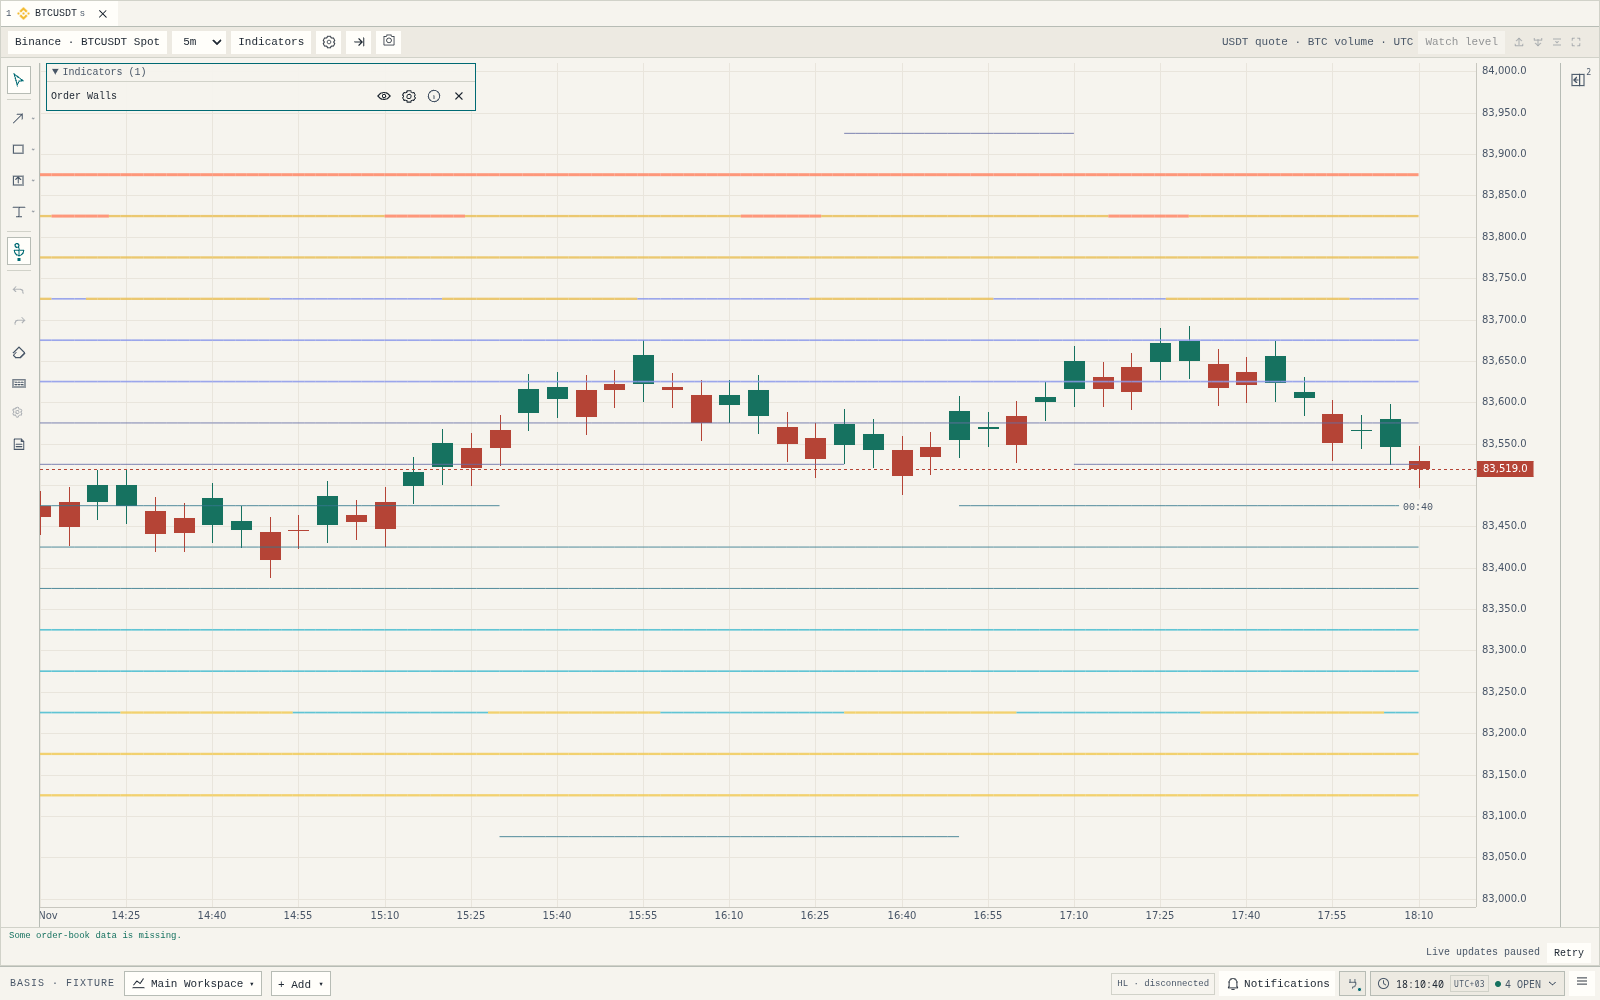 1 BTCUSDT S
Binance · BTCUSDT Spot 5m Indicators USDT quote · BTC volume · UTC Watch level
▼ Indicators (1)
Order Walls
2
84,000.0
83,950.0
83,900.0
83,850.0
83,800.0
83,750.0
83,700.0
83,650.0
83,600.0
83,550.0
83,519.0
00:40
83,450.0
83,400.0
83,350.0
83,300.0
83,250.0
83,200.0
83,150.0
83,100.0
83,050.0
83,000.0
Nov 14:25 14:40 14:55 15:10 15:25 15:40 15:55 16:10 16:25 16:40 16:55 17:10 17:25 17:40 17:55 18:10
Some order-book data is missing.
Live updates paused Retry
BASIS · FIXTURE Main Workspace + Add HL · disconnected Notifications 18:10:40 UTC+03 4 OPEN